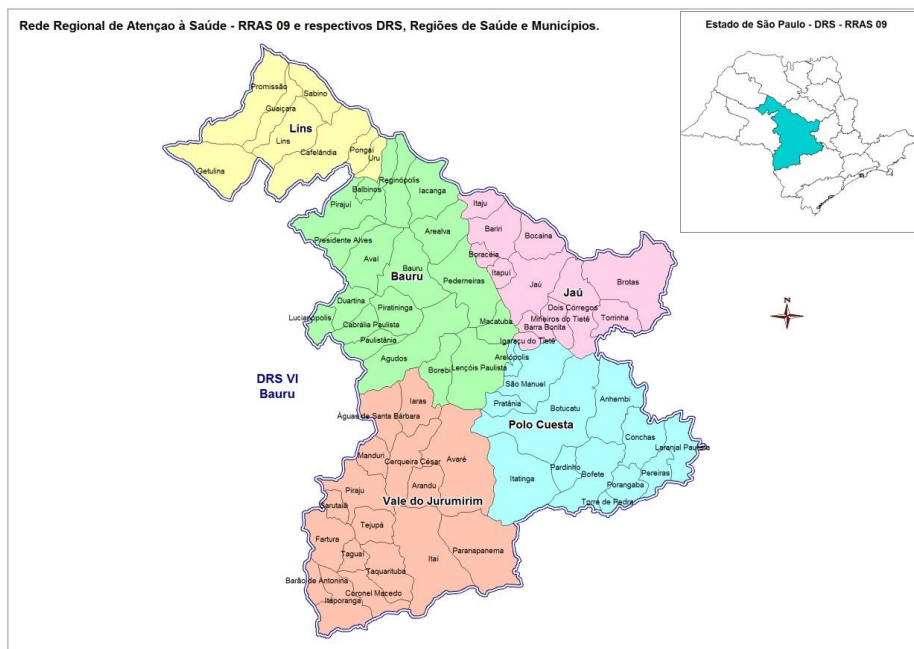 Rede Regional de Atençao à Saúde - RRAS 09 e respectivos DRS, Regiões de Saúde e Municípios.
Estado de São Paulo - DRS - RRAS 09
Promissão
Sabino
Guaiçara
Lins
Lins
Cafelândia
Pongaí
Uru
Getulina
Reginópolis
Balbinos
Iacanga
Pirajuí
Itaju
Presidente Alves
Arealva
Bariri
Bocaina
Avaí
Boracéia
Bauru
Bauru
Itapuí
Pederneiras
Jaú
Jaú
Brotas
Duartina
Piratininga
Dois Córregos
Lucianópolis
Macatuba
Mineiros do Tietê
Torrinha
Cabrália Paulista
Barra Bonita
Paulistânia
Igaraçu do Tietê
Agudos
Areiópolis
Borebi
Lençóis Paulista
N
DRS VI
Bauru
São Manuel
Iaras
Pratânia
Botucatu
Anhembi
Águas de Santa Bárbara
Polo Cuesta
Conchas
Laranjal Paulista
Manduri
Cerqueira César
Avaré
Pardinho
Itatinga
Bofete
Pereiras
Porangaba
Piraju
Arandu
Vale do Jurumirim
Torre de Pedra
Sarutaiá
Tejupá
Fartura
Taguaí
Itaí
Paranapanema
Taquarituba
Barão de Antonina
Coronel Macedo
Itaporanga